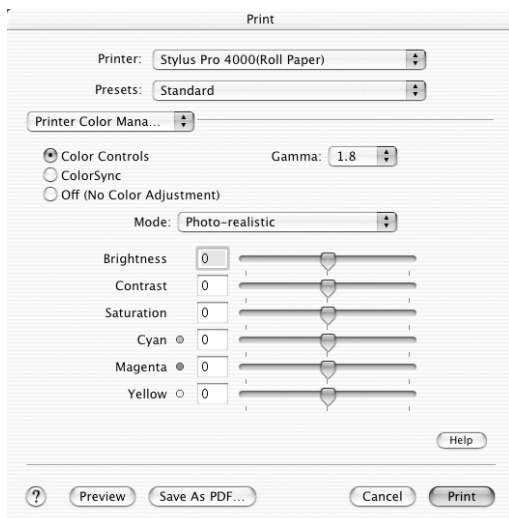 Print
Printer: Stylus Pro 4000(Roll Paper)
Presets: Standard
Printer Color Mana...
Color Controls Gamma: 1.8
ColorSync
Off (No Color Adjustment)
Mode: Photo-realistic
Brightness 0
Contrast 0
Saturation 0
Cyan 0
Magenta 0
Yellow 0
Help
? Preview Save As PDF... Cancel Print